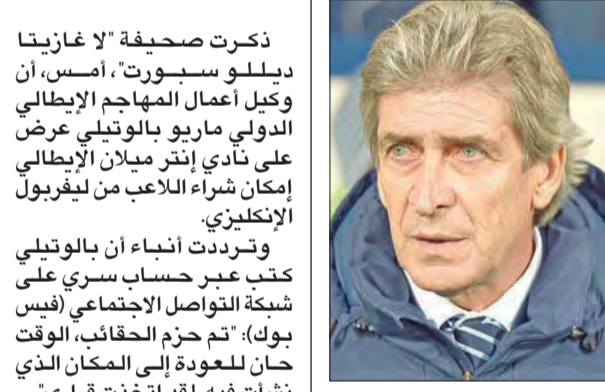 ذكرت صحيفة "لا غازيتا
ديللو سبورت"، أمس، أن
وكيل أعمال المهاجم الإيطالي
الدولي ماريو بالوتيلي عرض
على نادي إنتر ميلان الإيطالي
إمكان شراء اللاعب من ليفربول
الإنكليزي.
وترددت أنباء أن بالوتيلي
كتب عبر حساب سري على
شبكة التواصل الاجتماعي (فيس
بوك): "تم حزم الحقائب، الوقت
حان للعودة إلى المكان الذي